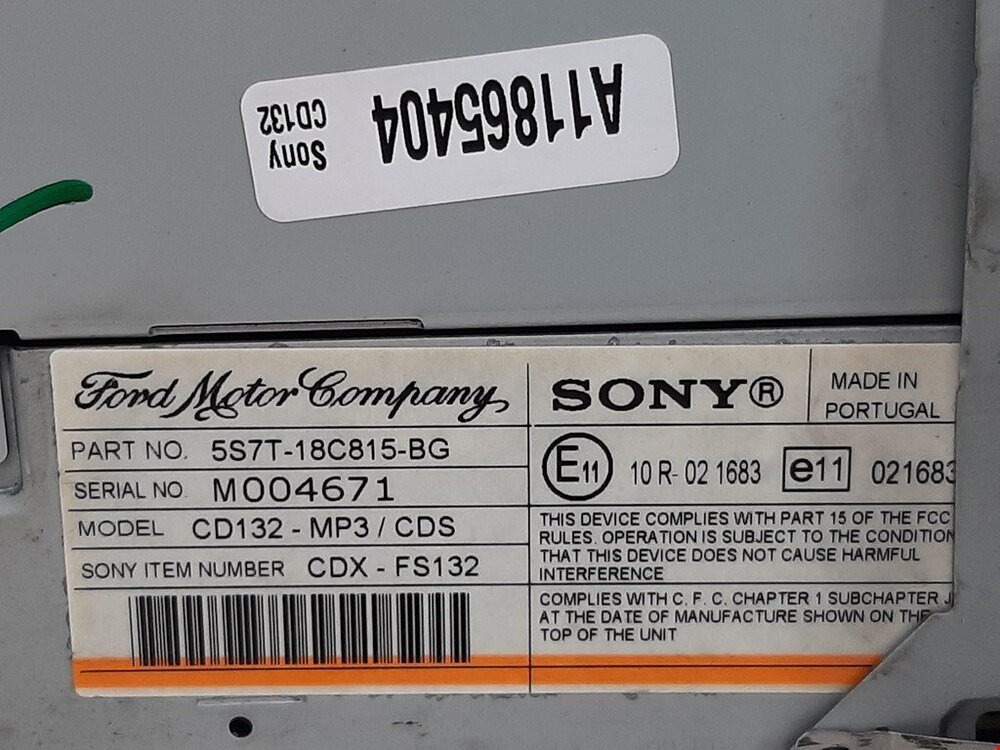 A11865404
Sony
CD132
Ford Motor Company
PART NO. 5S7T-18C815-BG
SERIAL NO. M004671
MODEL CD132 - MP3 / CDS
SONY ITEM NUMBER CDX - FS132
SONY®
MADE IN
PORTUGAL
E11 10 R- 02 1683 e11 021683
THIS DEVICE COMPLIES WITH PART 15 OF THE FCC
RULES. OPERATION IS SUBJECT TO THE CONDITION
THAT THIS DEVICE DOES NOT CAUSE HARMFUL
INTERFERENCE
COMPLIES WITH C. F. C. CHAPTER 1 SUBCHAPTER J
AT THE DATE OF MANUFACTURE SHOWN ON THE
TOP OF THE UNIT